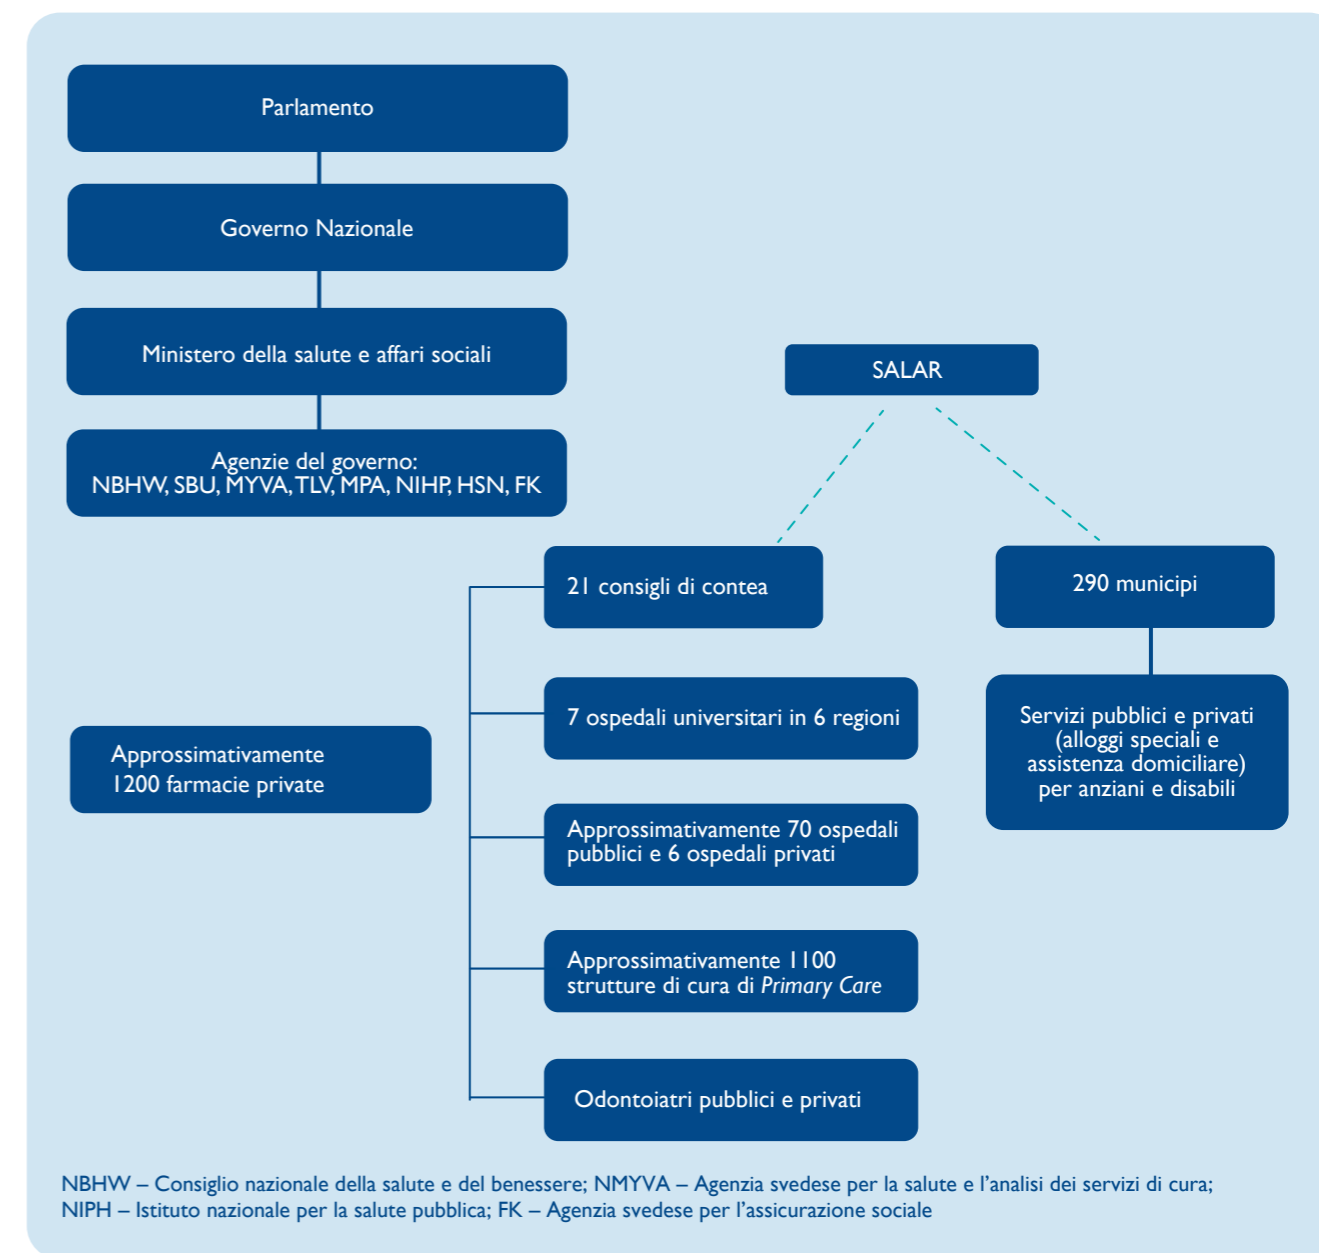 Parlamento
Governo Nazionale
Ministero della salute e affari sociali
Agenzie del governo:
NBHW, SBU, MYVA, TLV, MPA, NIHP, HSN, FK
SALAR
21 consigli di contea
290 municipi
7 ospedali universitari in 6 regioni
Servizi pubblici e privati
(alloggi speciali e
assistenza domiciliare)
per anziani e disabili
Approssimativamente
1200 farmacie private
Approssimativamente 70 ospedali
pubblici e 6 ospedali privati
Approssimativamente 1100
strutture di cura di Primary Care
Odontoiatri pubblici e privati
NBHW – Consiglio nazionale della salute e del benessere; NMYVA – Agenzia svedese per la salute e l’analisi dei servizi di cura;
NIPH – Istituto nazionale per la salute pubblica; FK – Agenzia svedese per l’assicurazione sociale